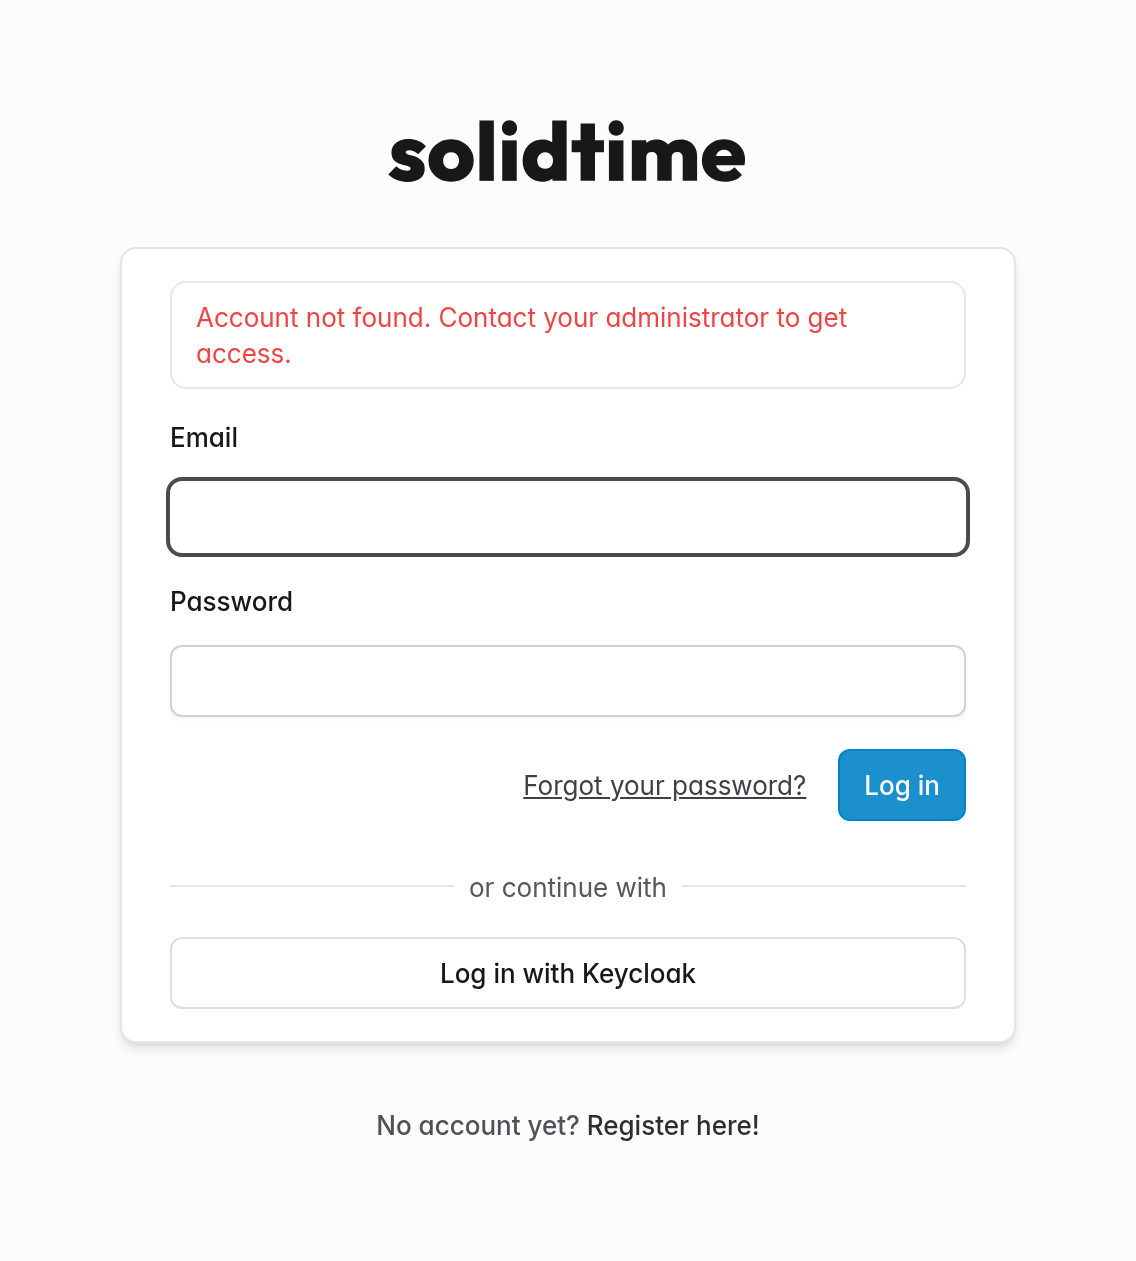 solidtime
Account not found. Contact your administrator to get
access.
Email
Password
Forgot your password?
Log in
or continue with
Log in with Keycloak
No account yet? Register here!